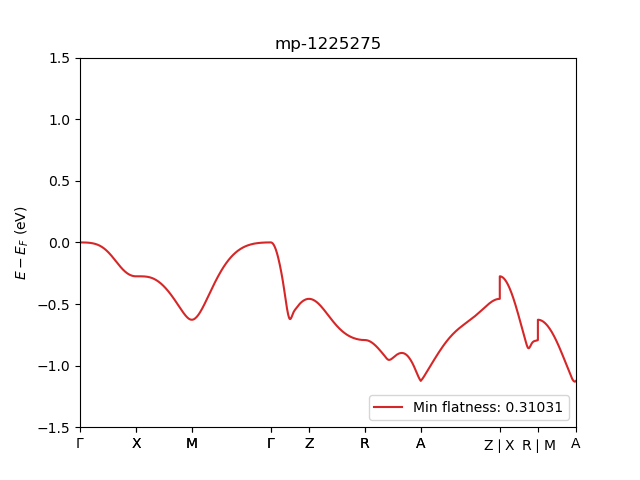 mp-1225275
E − E_F (eV)
1.5
1.0
0.5
0.0
−0.5
−1.0
−1.5
Min flatness: 0.31031
Γ X M Γ Z R A Z | X R | M A